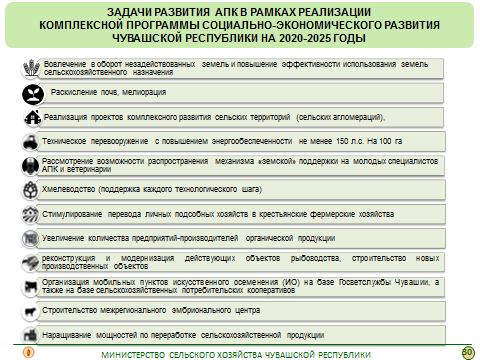 ЗАДАЧИ РАЗВИТИЯ АПК В РАМКАХ РЕАЛИЗАЦИИ
КОМПЛЕКСНОЙ ПРОГРАММЫ СОЦИАЛЬНО-ЭКОНОМИЧЕСКОГО РАЗВИТИЯ
ЧУВАШСКОЙ РЕСПУБЛИКИ НА 2020-2025 ГОДЫ
Вовлечение в оборот незадействованных земель и повышение эффективности использования земель
сельскохозяйственного назначения
Раскисление почв, мелиорация
Реализация проектов комплексного развития сельских территорий (сельских агломераций),
Техническое перевооружение с повышением энергообеспеченности не менее 150 л.с. На 100 га
Рассмотрение возможности распространения механизма «земской» поддержки на молодых специалистов
АПК и ветеринарии
Хмелеводство (поддержка каждого технологического шага)
Стимулирование перевода личных подсобных хозяйств в крестьянские фермерские хозяйства
Увеличение количества предприятий-производителей органической продукции
реконструкция и модернизация действующих объектов рыбоводства, строительство новых
производственных объектов
Организация мобильных пунктов искусственного осеменения (ИО) на базе Госветслужбы Чувашии, а
также на базе сельскохозяйственных потребительских кооперативов
Строительство межрегионального эмбрионального центра
Наращивание мощностей по переработке сельскохозяйственной продукции
МИНИСТЕРСТВО СЕЛЬСКОГО ХОЗЯЙСТВА ЧУВАШСКОЙ РЕСПУБЛИКИ
30